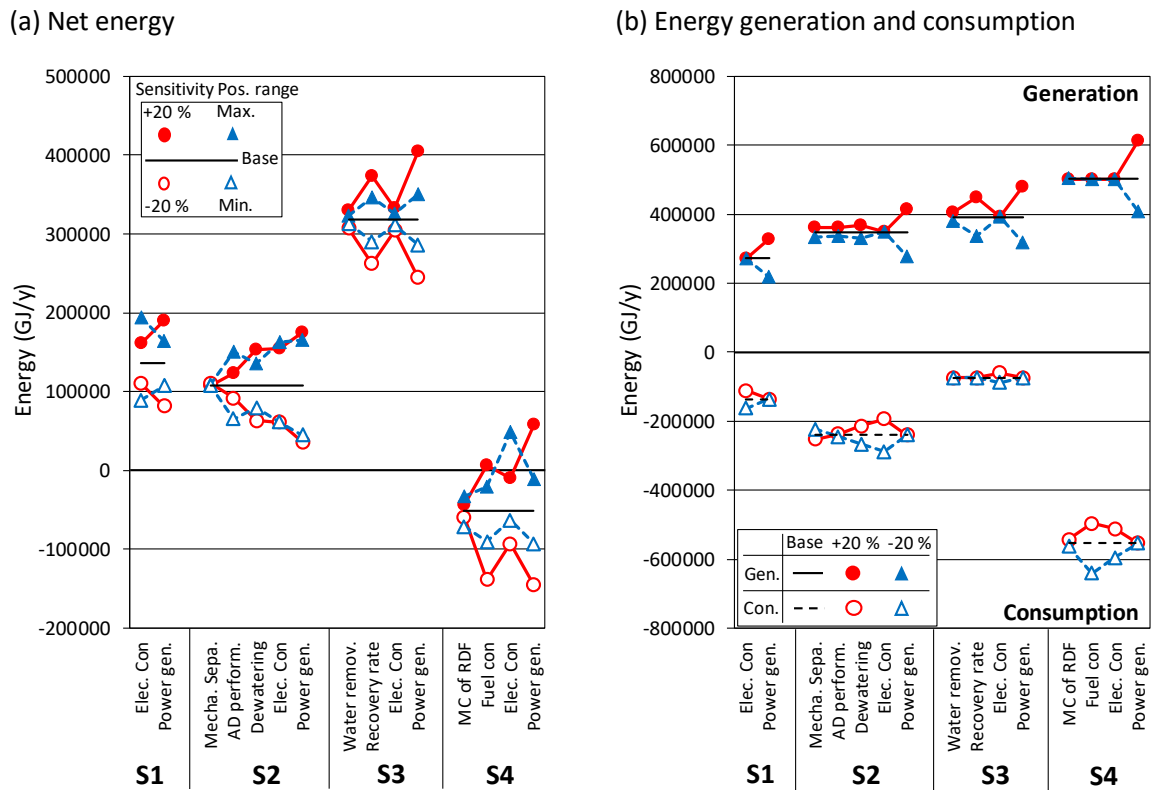 (a) Net energy
(b) Energy generation and consumption
Energy (GJ/y)
500000
400000
300000
200000
100000
0
-100000
-200000
Sensitivity Pos. range
+20 % Max.
Base
-20 % Min.
Elec. Con
Power gen.
Mecha. Sepa.
AD perform.
Dewatering
Elec. Con
Power gen.
Water remov.
Recovery rate
Elec. Con
Power gen.
MC of RDF
Fuel con
Elec. Con
Power gen.
S1 S2 S3 S4
Energy (GJ/y)
800000
600000
400000
200000
0
-200000
-400000
-600000
-800000
Generation
Base +20 % -20 %
Gen.
Con.
Consumption
Elec. Con
Power gen.
Mecha. Sepa.
AD perform.
Dewatering
Elec. Con
Power gen.
Water remov.
Recovery rate
Elec. Con
Power gen.
MC of RDF
Fuel con
Elec. Con
Power gen.
S1 S2 S3 S4